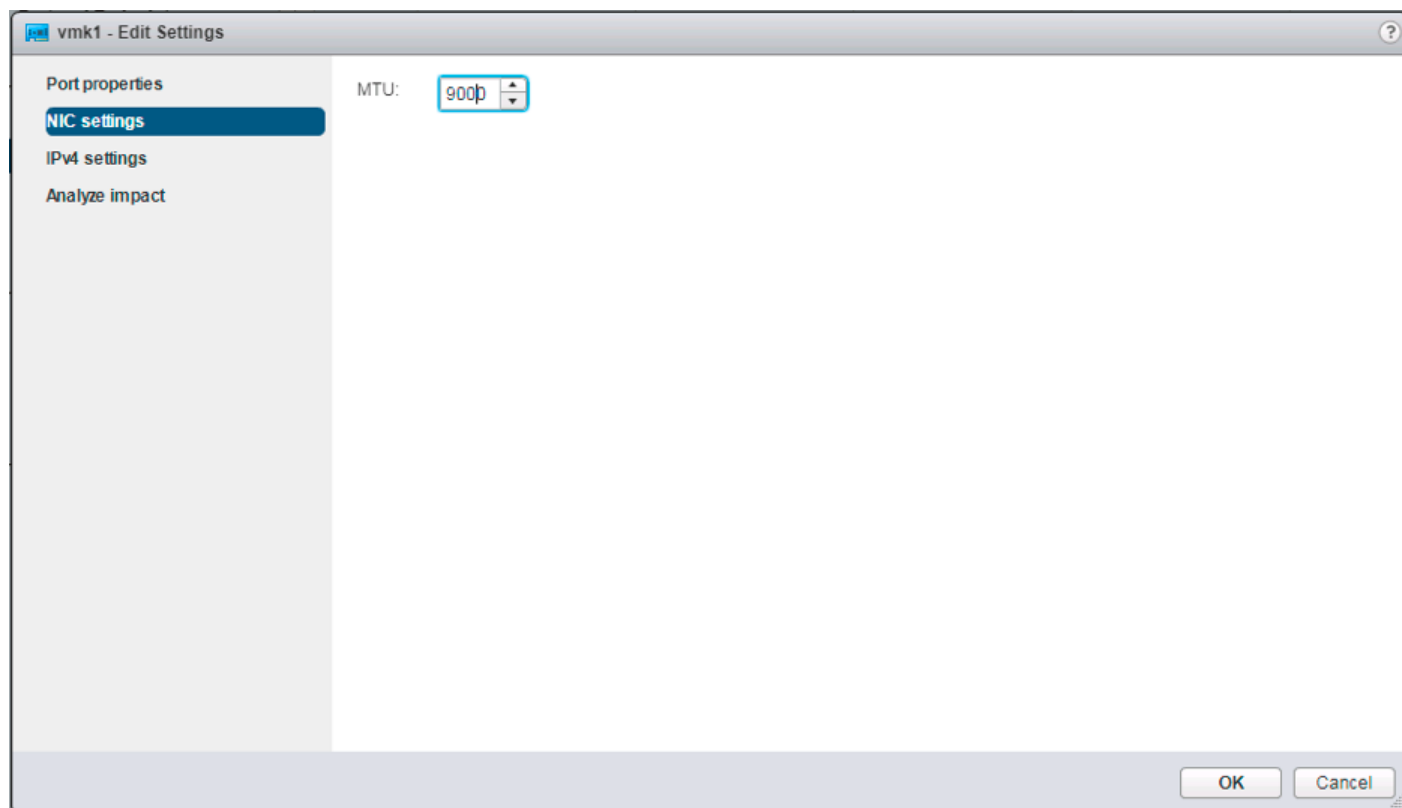 vmk1 - Edit Settings
?
Port properties
NIC settings
IPv4 settings
Analyze impact
MTU: 9000
OK Cancel